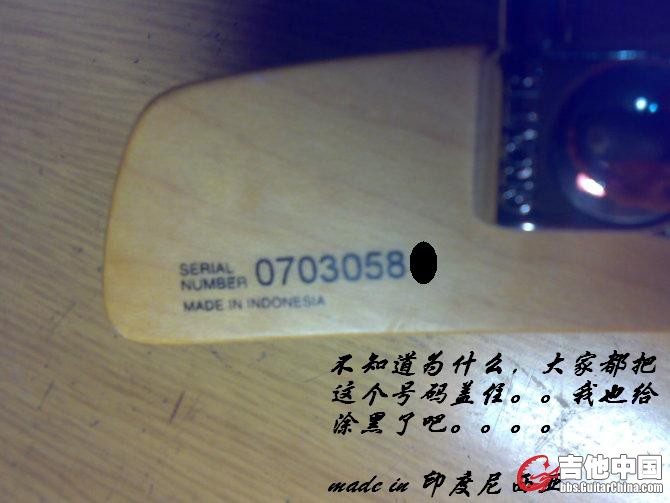 SERIAL
NUMBER 0703058
MADE IN INDONESIA
不知道为什么，大家都把
这个号码盖住。。我也给
涂黑了吧。。。。
made in 印度尼西亚
吉他中国
bbs.GuitarChina.com